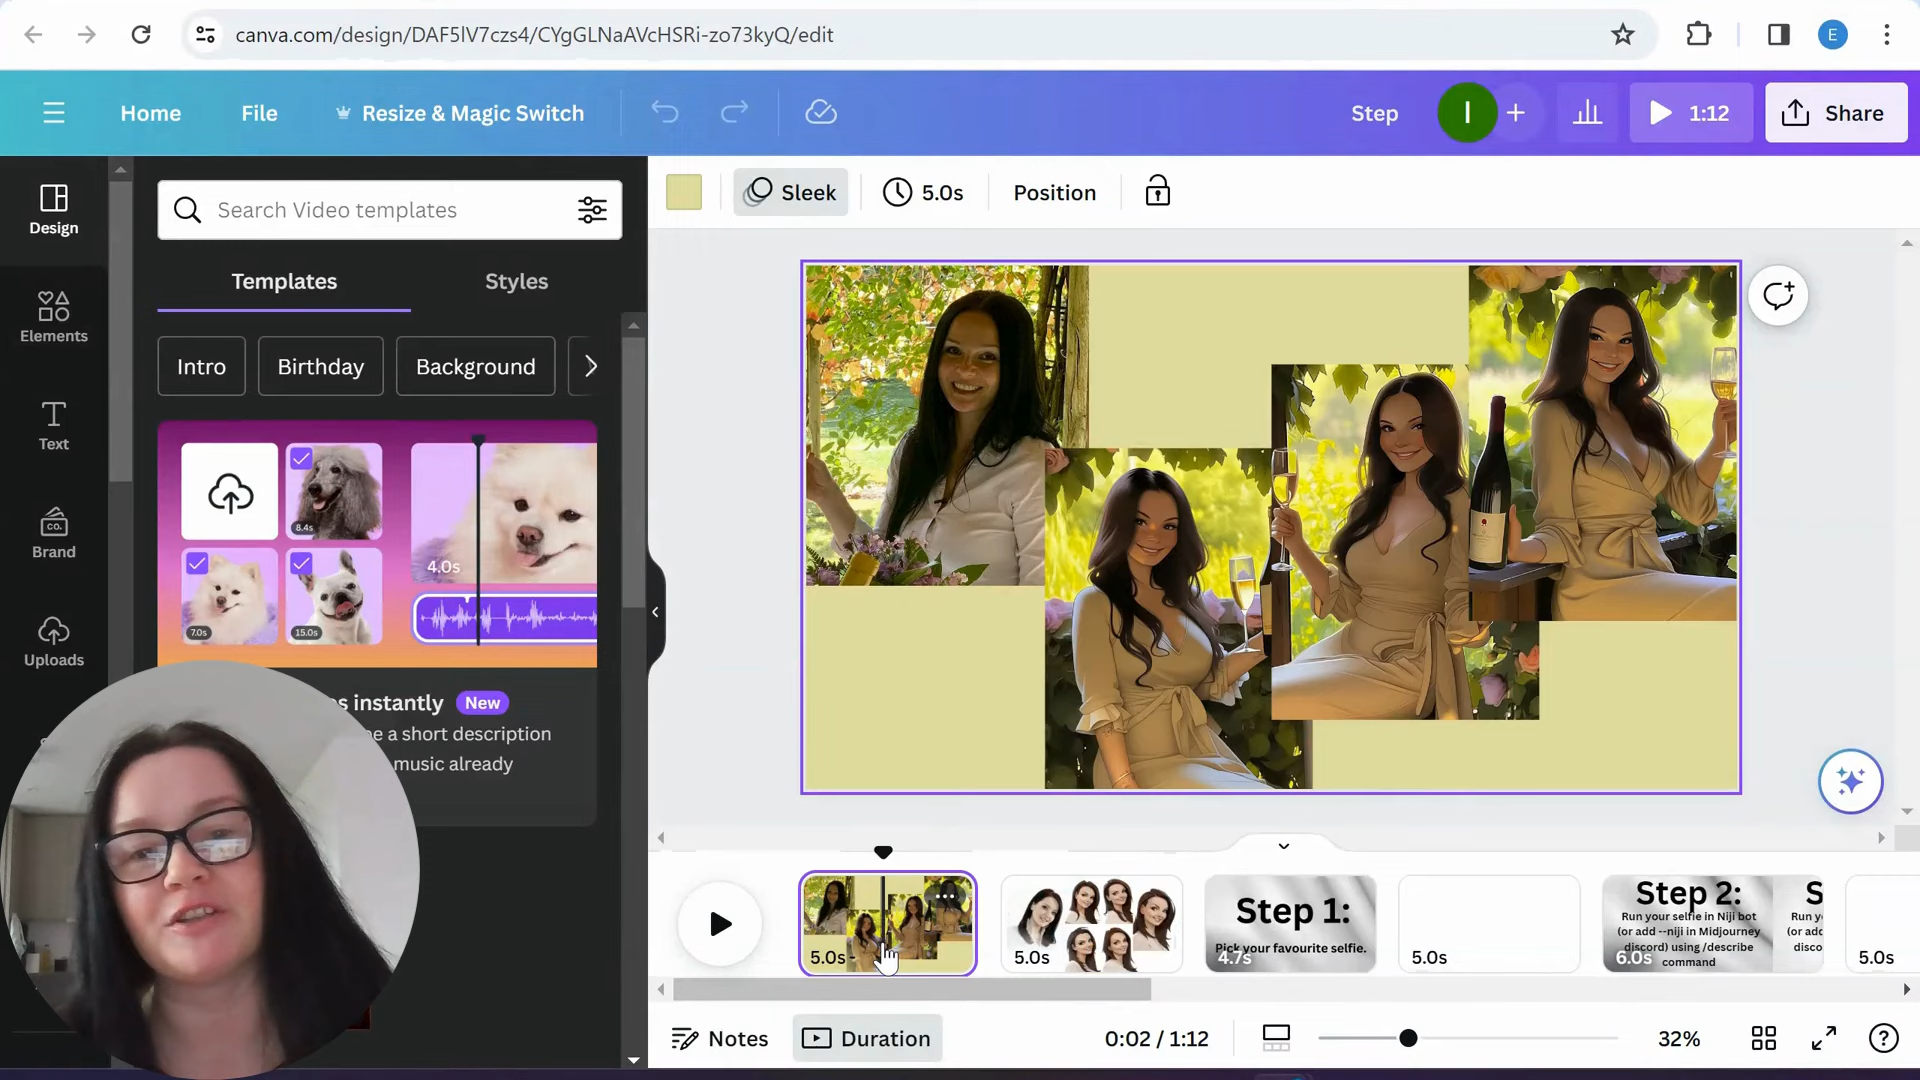 canva.com/design/DAF5lV7czs4/CYgGLNaAVcHSRi-zo73kyQ/edit
E
Home
File
Resize & Magic Switch
Step
I
1:12
Share
Design
Elements
Text
Brand
CO.
Uploads
Search Video templates
Templates
Styles
Intro
Birthday
Background
8.4s
7.0s
15.0s
4.0s
s instantly
New
e a short description
music already
Sleek
5.0s
Position
5.0s
5.0s
Step 1:
Pick your favourite selfie.
4.7s
5.0s
Step 2:
Run your selfie in Niji bot
(or add --niji in Midjourney
discord) using /describe
command
6.0s
S
Run y
(or add
disco
5.0s
Notes
Duration
0:02 / 1:12
32%